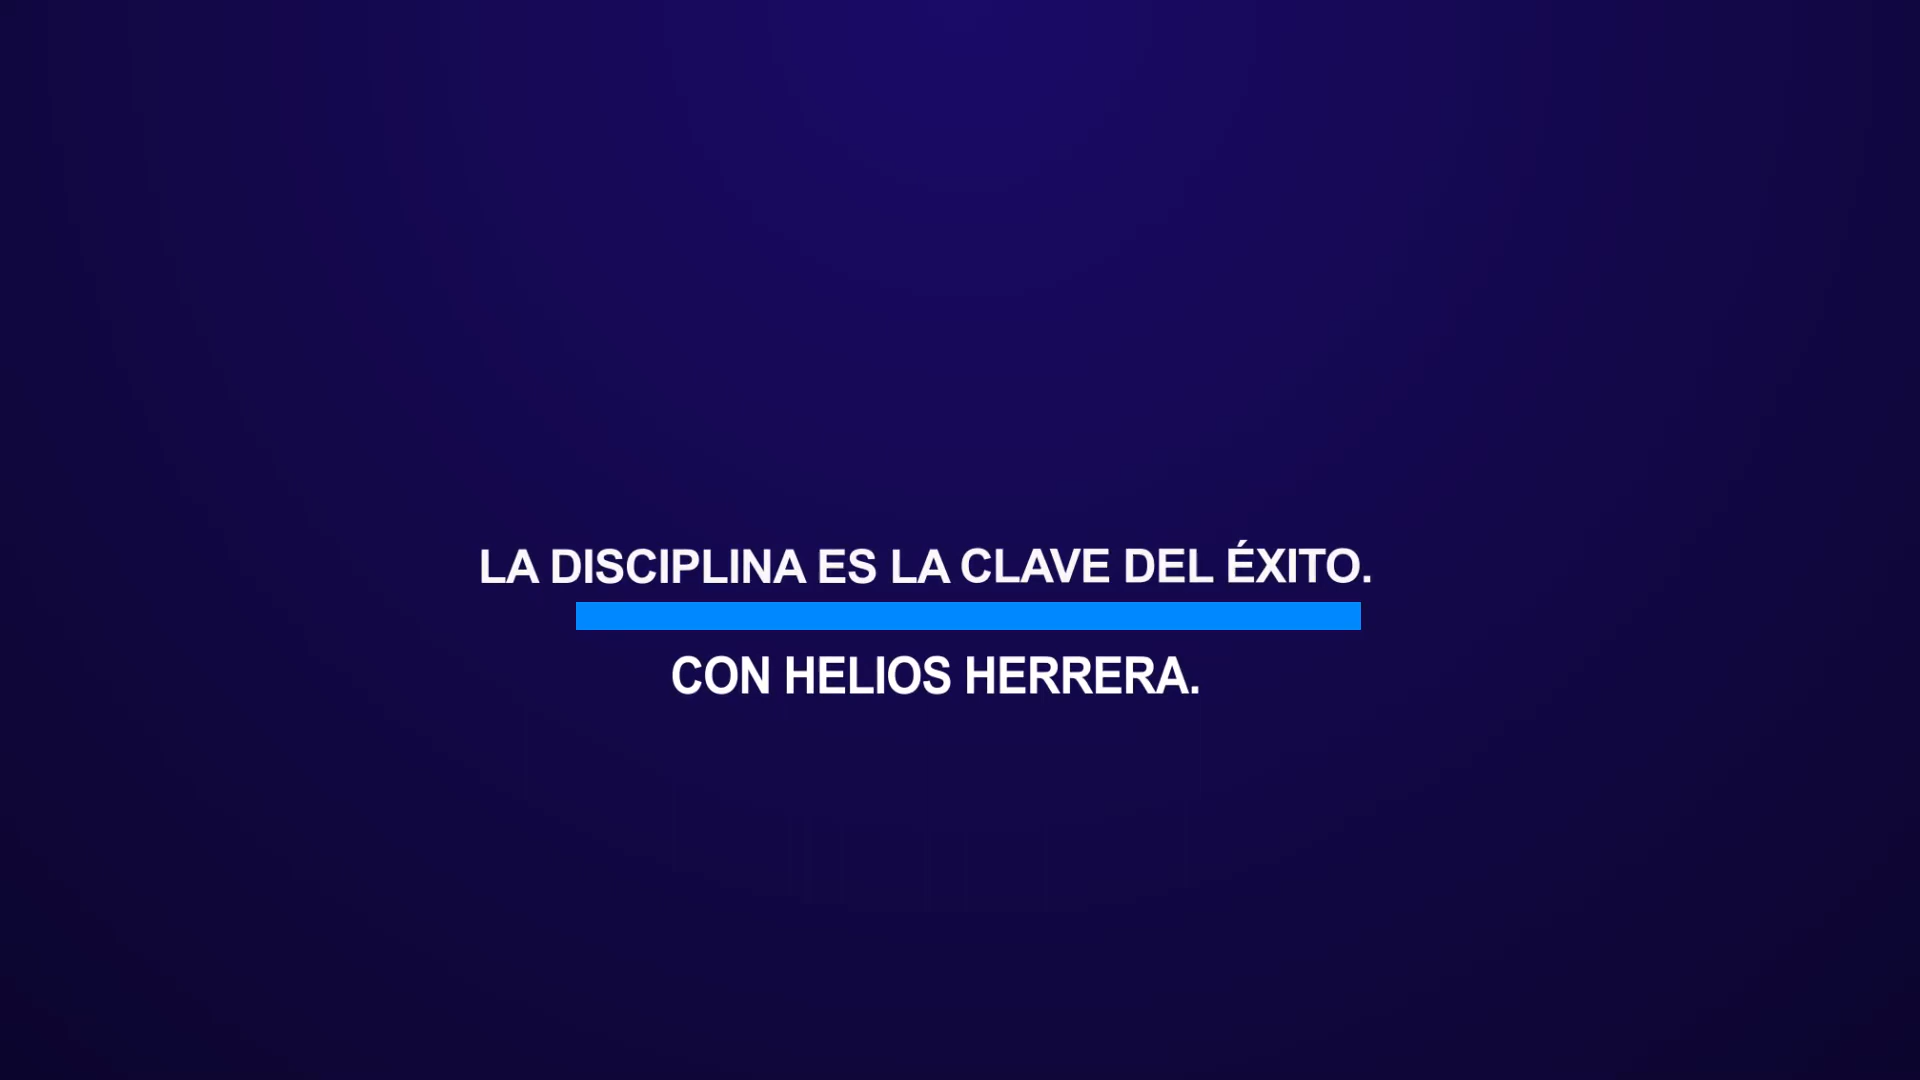 LA DISCIPLINA ES LA CLAVE DEL ÉXITO.
CON HELIOS HERRERA.